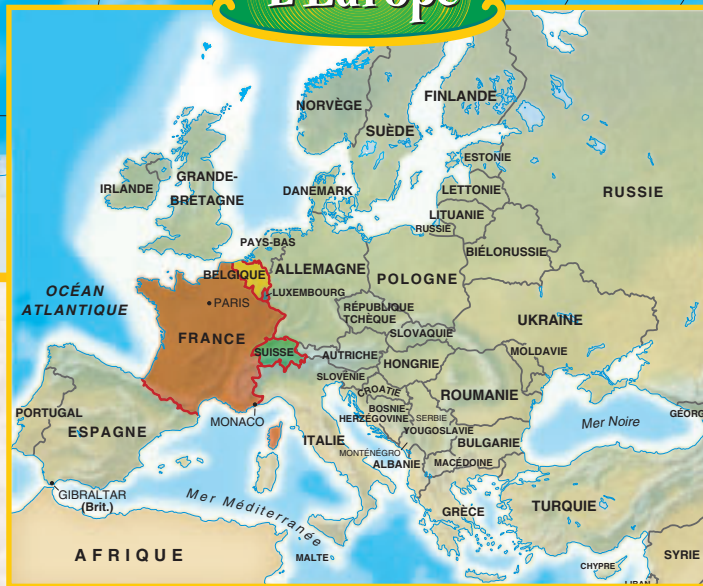 L'Europe
NORVÈGE
FINLANDE
SUÈDE
ESTONIE
RUSSIE
IRLANDE
GRANDE-
BRETAGNE
DANEMARK
LETTONIE
LITUANIE
RUSSIE
PAYS-BAS
BIÉLORUSSIE
BELGIQUE
ALLEMAGNE
POLOGNE
OCÉAN
ATLANTIQUE
LUXEMBOURG
PARIS
RÉPUBLIQUE
TCHÈQUE
UKRAINE
FRANCE
SLOVAQUIE
SUISSE
AUTRICHE
MOLDAVIE
HONGRIE
SLOVÉNIE
CROATIE
ROUMANIE
PORTUGAL
ESPAGNE
MONACO
BOSNIE
HERZÉGOVINE
SERBIE
YOUGOSLAVIE
Mer Noire
GÉORG
ITALIE
MONTÉNÉGRO
BULGARIE
ALBANIE
MACÉDOINE
GIBRALTAR
(Brit.)
Mer Méditerranée
GRÈCE
TURQUIE
AFRIQUE
MALTE
CHYPRE
SYRIE